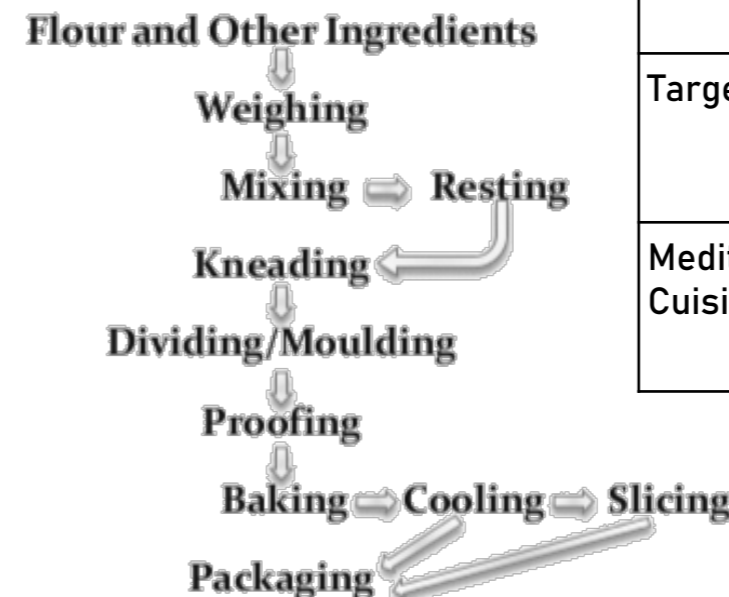 Flour and Other Ingredients
Weighing
Mixing Resting
Kneading
Dividing/Moulding
Proofing
Baking Cooling Slicing
Packaging